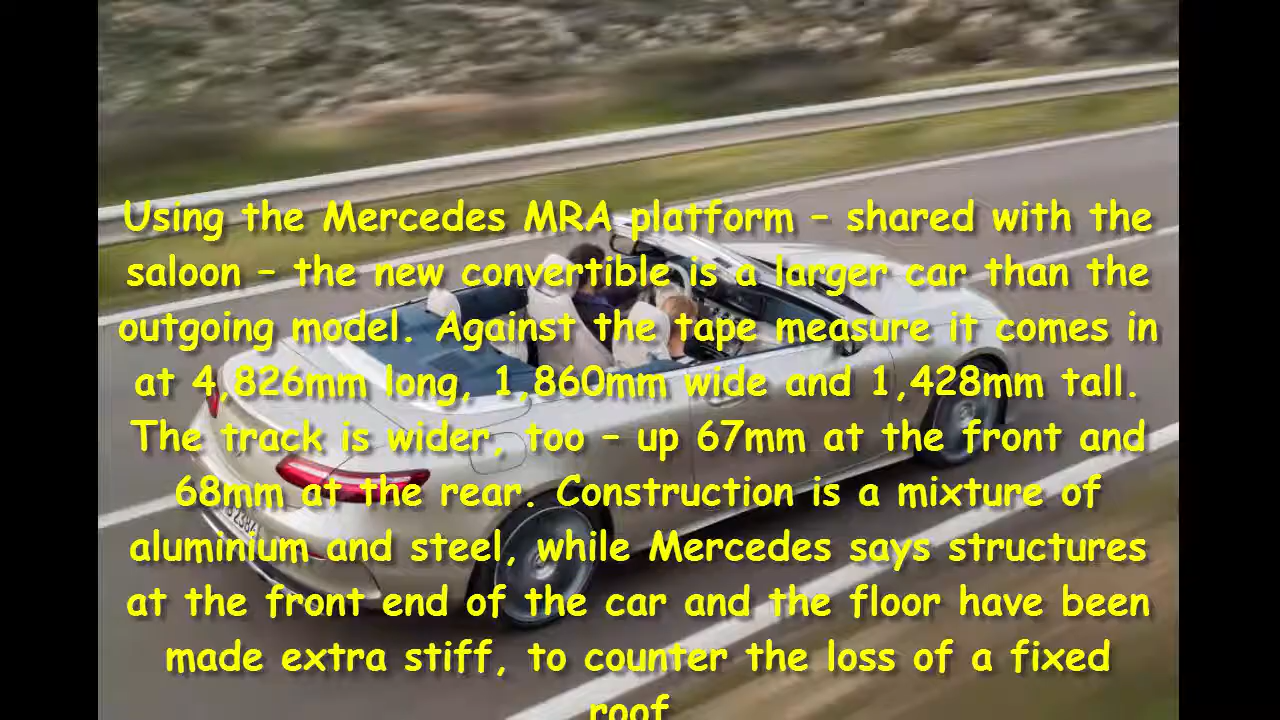 Using the Mercedes MRA platform – shared with the
saloon – the new convertible is a larger car than the
outgoing model. Against the tape measure it comes in
at 4,826mm long, 1,860mm wide and 1,428mm tall.
The track is wider, too – up 67mm at the front and
68mm at the rear. Construction is a mixture of
aluminium and steel, while Mercedes says structures
at the front end of the car and the floor have been
made extra stiff, to counter the loss of a fixed
roof